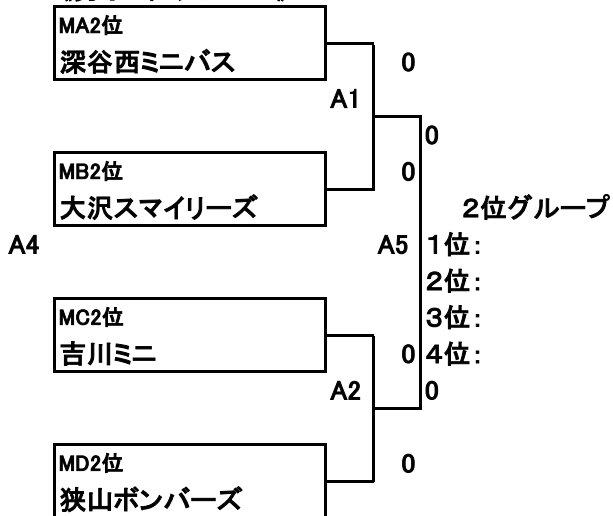 MA2位
深谷西ミニバス
0
A1
0
MB2位
0
大沢スマイリーズ
２位グループ
A4
A5
１位：
２位：
MC2位
３位：
吉川ミニ
0
４位：
A2
0
MD2位
0
狭山ボンバーズ